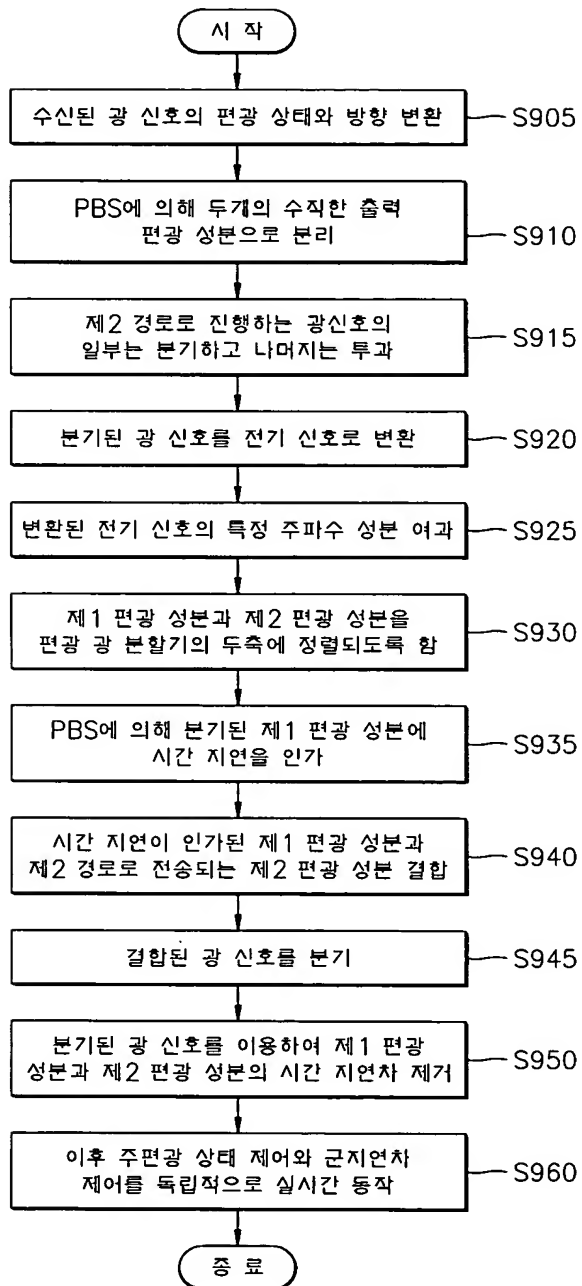 시 작
수신된 광 신호의 편광 상태와 방향 변환
S905
PBS에 의해 두개의 수직한 출력
편광 성분으로 분리
S910
제2 경로로 진행하는 광신호의
일부는 분기하고 나머지는 투과
S915
분기된 광 신호를 전기 신호로 변환
S920
변환된 전기 신호의 특정 주파수 성분 여과
S925
제1 편광 성분과 제2 편광 성분을
편광 광 분할기의 두축에 정렬되도록 함
S930
PBS에 의해 분기된 제1 편광 성분에
시간 지연을 인가
S935
시간 지연이 인가된 제1 편광 성분과
제2 경로로 전송되는 제2 편광 성분 결합
S940
결합된 광 신호를 분기
S945
분기된 광 신호를 이용하여 제1 편광
성분과 제2 편광 성분의 시간 지연차 제거
S950
이후 주편광 상태 제어와 군지연차
제어를 독립적으로 실시간 동작
S960
종 료